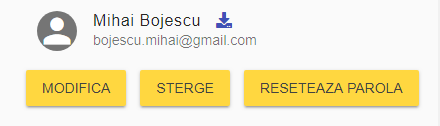 Mihai Bojescu
bojescu.mihai@gmail.com
MODIFICA STERGE RESETEAZA PAROLA